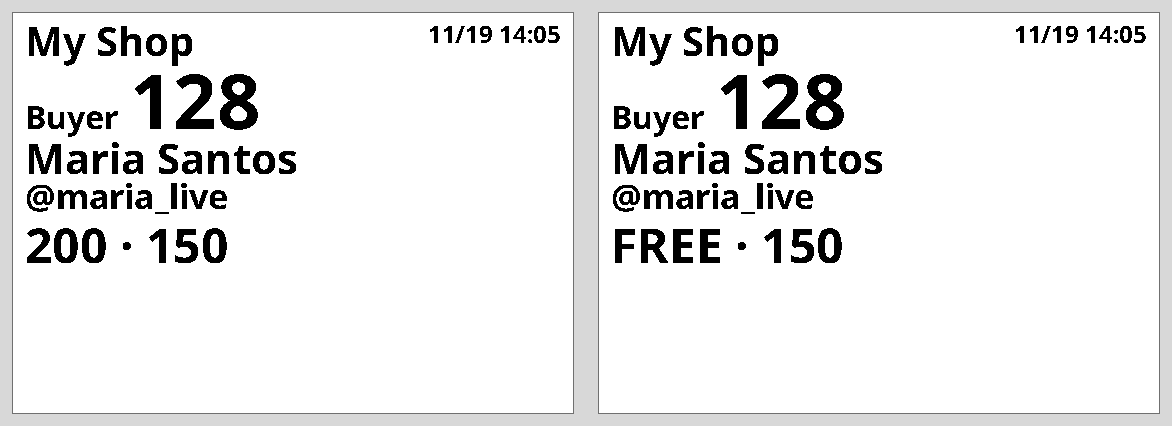 My Shop 11/19 14:05
Buyer 128
Maria Santos
@maria_live
200 · 150
My Shop 11/19 14:05
Buyer 128
Maria Santos
@maria_live
FREE · 150